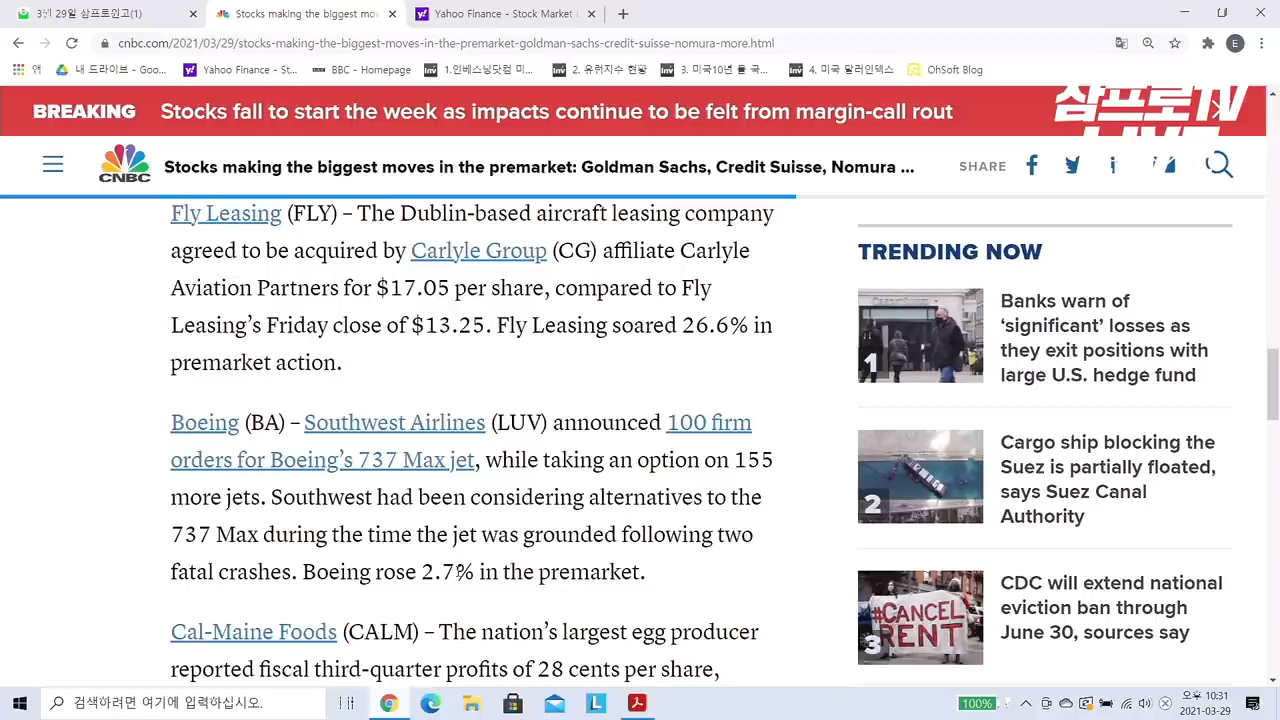 3월 29일 삼프로원고(1)
Stocks making the biggest mov
Yahoo Finance - Stock Market
cnbc.com/2021/03/29/stocks-making-the-biggest-moves-in-the-premarket-goldman-sachs-credit-suisse-nomura-more.html
앱
내 드라이브 - Goo...
Yahoo Finance - St...
BBC - Homepage
1.인베스닝닷컴 미...
2. 유뤕지수 현황
3. 미국10년 물 국...
4. 미국 달러인덱스
OhSoft Blog
BREAKING
Stocks fall to start the week as impacts continue to be felt from margin-call rout
삼프로TV
CNBC
Stocks making the biggest moves in the premarket: Goldman Sachs, Credit Suisse, Nomura ...
SHARE
Fly Leasing (FLY) – The Dublin-based aircraft leasing company
agreed to be acquired by Carlyle Group (CG) affiliate Carlyle
Aviation Partners for $17.05 per share, compared to Fly
Leasing's Friday close of $13.25. Fly Leasing soared 26.6% in
premarket action.
Boeing (BA) – Southwest Airlines (LUV) announced 100 firm
orders for Boeing's 737 Max jet, while taking an option on 155
more jets. Southwest had been considering alternatives to the
737 Max during the time the jet was grounded following two
fatal crashes. Boeing rose 2.7% in the premarket.
Cal-Maine Foods (CALM) – The nation's largest egg producer
reported fiscal third-quarter profits of 28 cents per share,
TRENDING NOW
1
Banks warn of
‘significant’ losses as
they exit positions with
large U.S. hedge fund
2
Cargo ship blocking the
Suez is partially floated,
says Suez Canal
Authority
3
#CANCEL
RENT
CDC will extend national
eviction ban through
June 30, sources say
검색하려면 여기에 입력하십시오.
100%
오후 10:31
2021-03-29